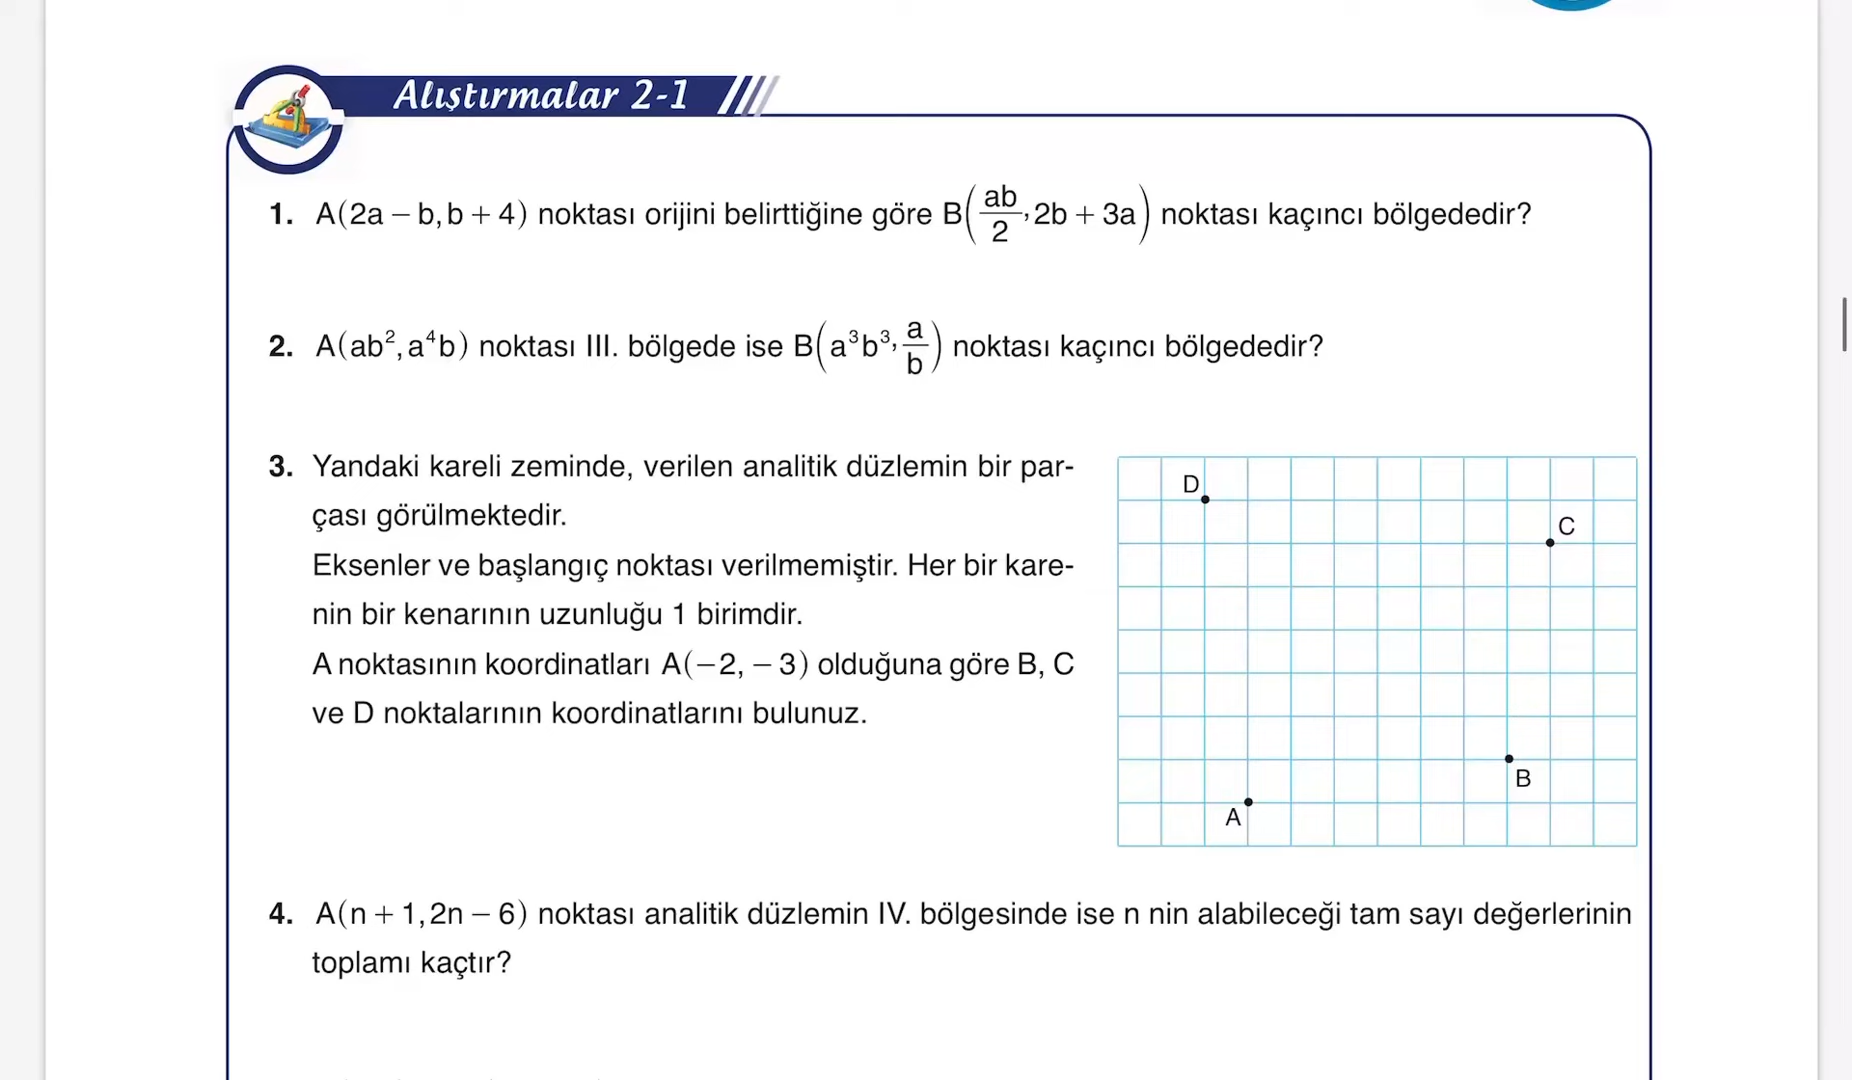 Alıştırmalar 2-1
1. A(2a – b, b + 4) noktası orijini belirttiğine göre B(ab/2, 2b + 3a) noktası kaçıncı bölgededir?
2. A(ab², a⁴b) noktası III. bölgede ise B(a³b³, a/b) noktası kaçıncı bölgededir?
3. Yandaki kareli zeminde, verilen analitik düzlemin bir par-
çası görülmektedir.
Eksenler ve başlangıç noktası verilmemiştir. Her bir kare-
nin bir kenarının uzunluğu 1 birimdir.
A noktasının koordinatları A(–2, – 3) olduğuna göre B, C
ve D noktalarının koordinatlarını bulunuz.
D
C
B
A
4. A(n + 1, 2n – 6) noktası analitik düzlemin IV. bölgesinde ise n nin alabileceği tam sayı değerlerinin
toplamı kaçtır?